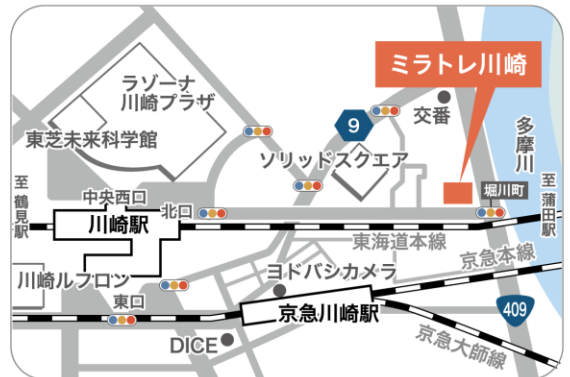 ミラトレ川崎
ラゾーナ
川崎プラザ
9
交番
東芝未来科学館
ソリッドスクエア
多摩川
至 鶴見駅
中央西口
北口
川崎駅
堀川町
至 蒲田駅
東海道本線
京急本線
川崎ルフロン
東口
ヨドバシカメラ
京急川崎駅
409
DICE
京急大師線